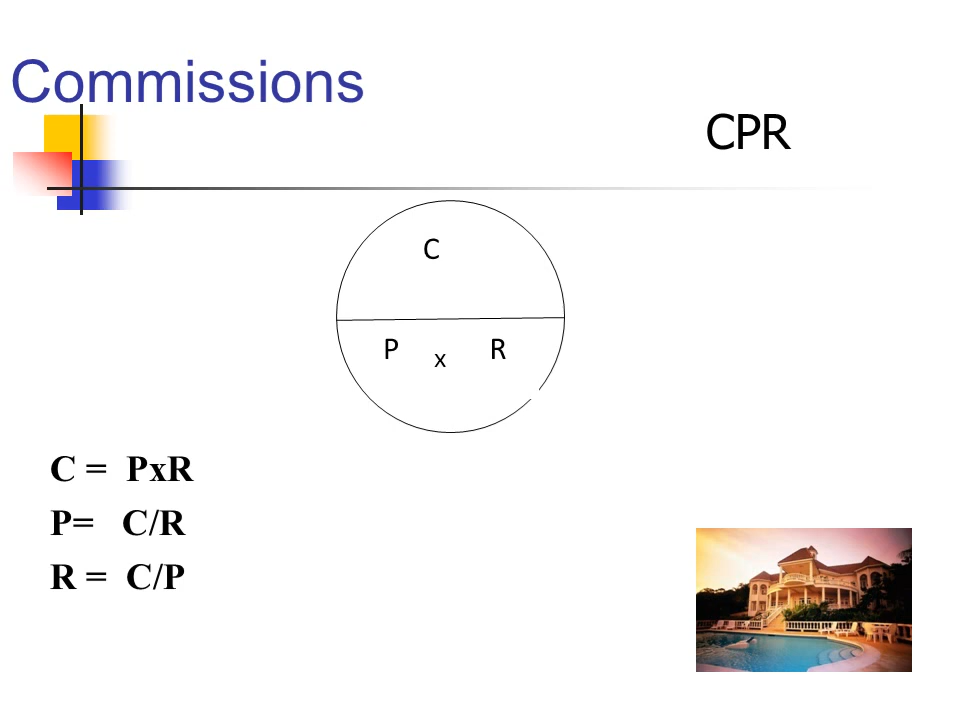 Commissions
CPR
C
P x R
C = PxR
P= C/R
R = C/P